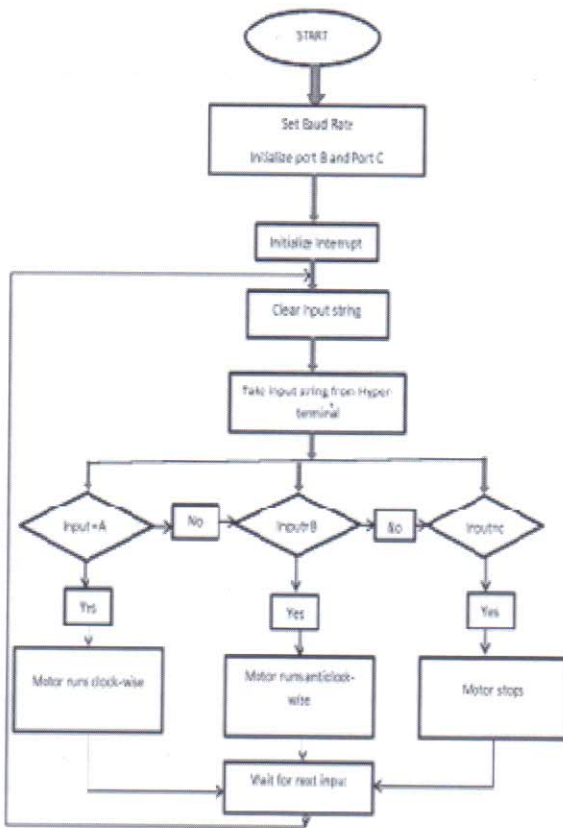 START
Set Baud Rate
Initialize port B and Port C
Initialize Interrupt
Clear Input string
Take input string from Hyper
terminal
Input=A
No
Input=B
No
Input=c
Yes
Yes
Yes
Motor runs clock-wise
Motor runs anticlock-
wise
Motor stops
Wait for next input